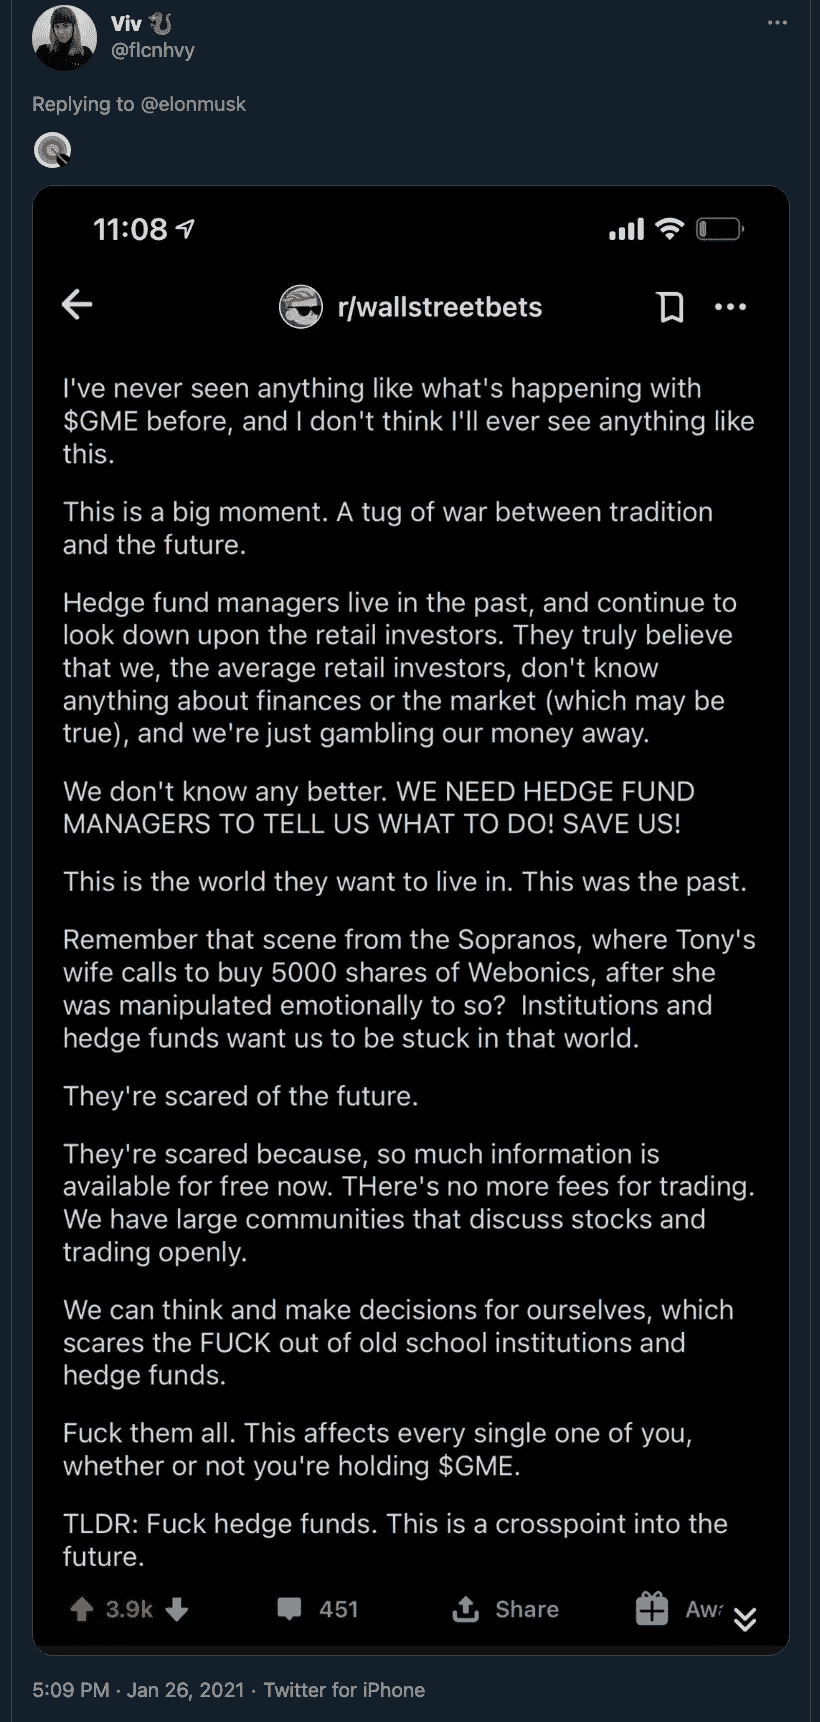 Viv
@flcnhvy
Replying to @elonmusk
11:08
r/wallstreetbets
I've never seen anything like what's happening with
$GME before, and I don't think I'll ever see anything like
this.
This is a big moment. A tug of war between tradition
and the future.
Hedge fund managers live in the past, and continue to
look down upon the retail investors. They truly believe
that we, the average retail investors, don't know
anything about finances or the market (which may be
true), and we're just gambling our money away.
We don't know any better. WE NEED HEDGE FUND
MANAGERS TO TELL US WHAT TO DO! SAVE US!
This is the world they want to live in. This was the past.
Remember that scene from the Sopranos, where Tony's
wife calls to buy 5000 shares of Webonics, after she
was manipulated emotionally to so?  Institutions and
hedge funds want us to be stuck in that world.
They're scared of the future.
They're scared because, so much information is
available for free now. THere's no more fees for trading.
We have large communities that discuss stocks and
trading openly.
We can think and make decisions for ourselves, which
scares the FUCK out of old school institutions and
hedge funds.
Fuck them all. This affects every single one of you,
whether or not you're holding $GME.
TLDR: Fuck hedge funds. This is a crosspoint into the
future.
3.9k 451 Share Aw
5:09 PM · Jan 26, 2021 · Twitter for iPhone